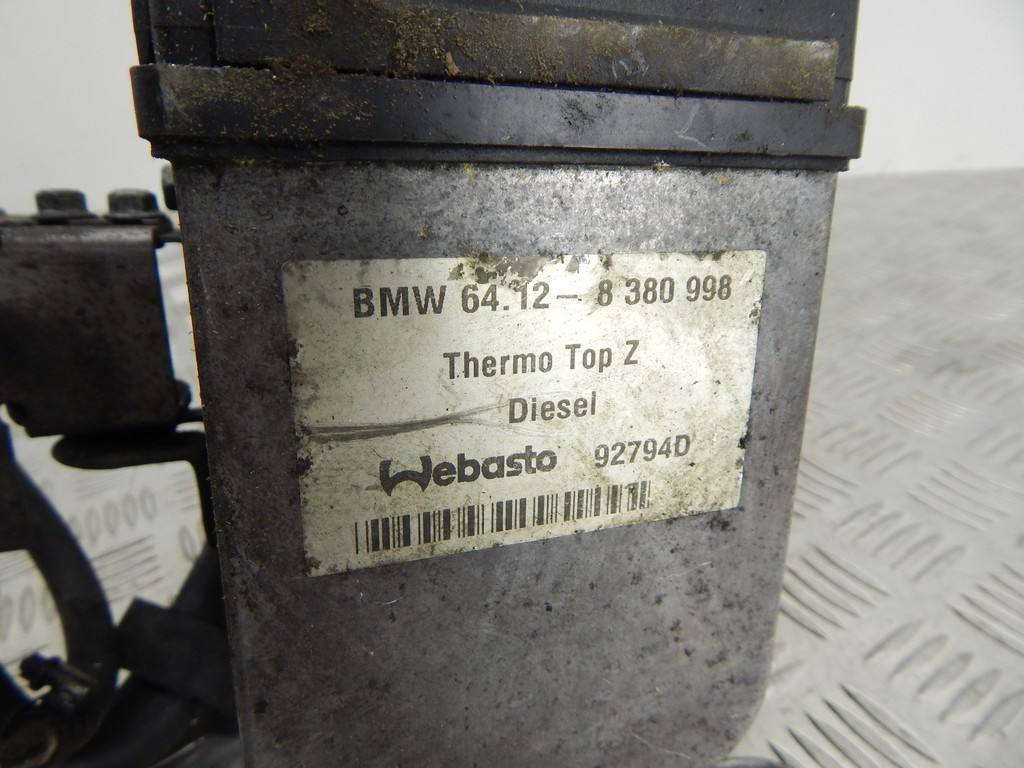 BMW 64.12 – 8 380 998
Thermo Top Z
Diesel
Webasto 92794D